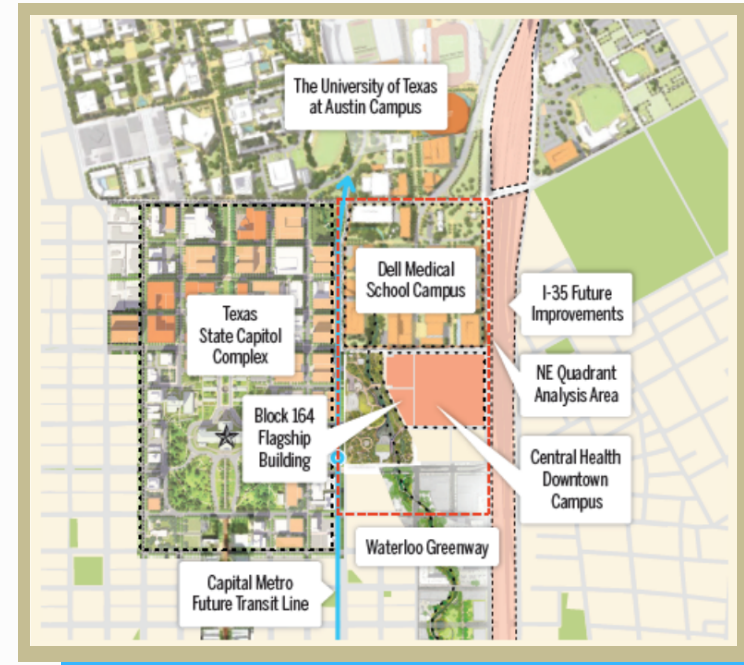 The University of Texas
at Austin Campus
Dell Medical
School Campus
I-35 Future
Improvements
Texas
State Capitol
Complex
NE Quadrant
Analysis Area
Block 164
Flagship
Building
Central Health
Downtown
Campus
Waterloo Greenway
Capital Metro
Future Transit Line